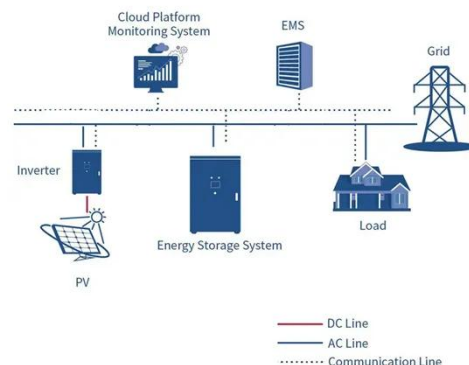 Cloud Platform
Monitoring System
EMS
Grid
Inverter
Energy Storage System
Load
PV
DC Line
AC Line
Communication Line